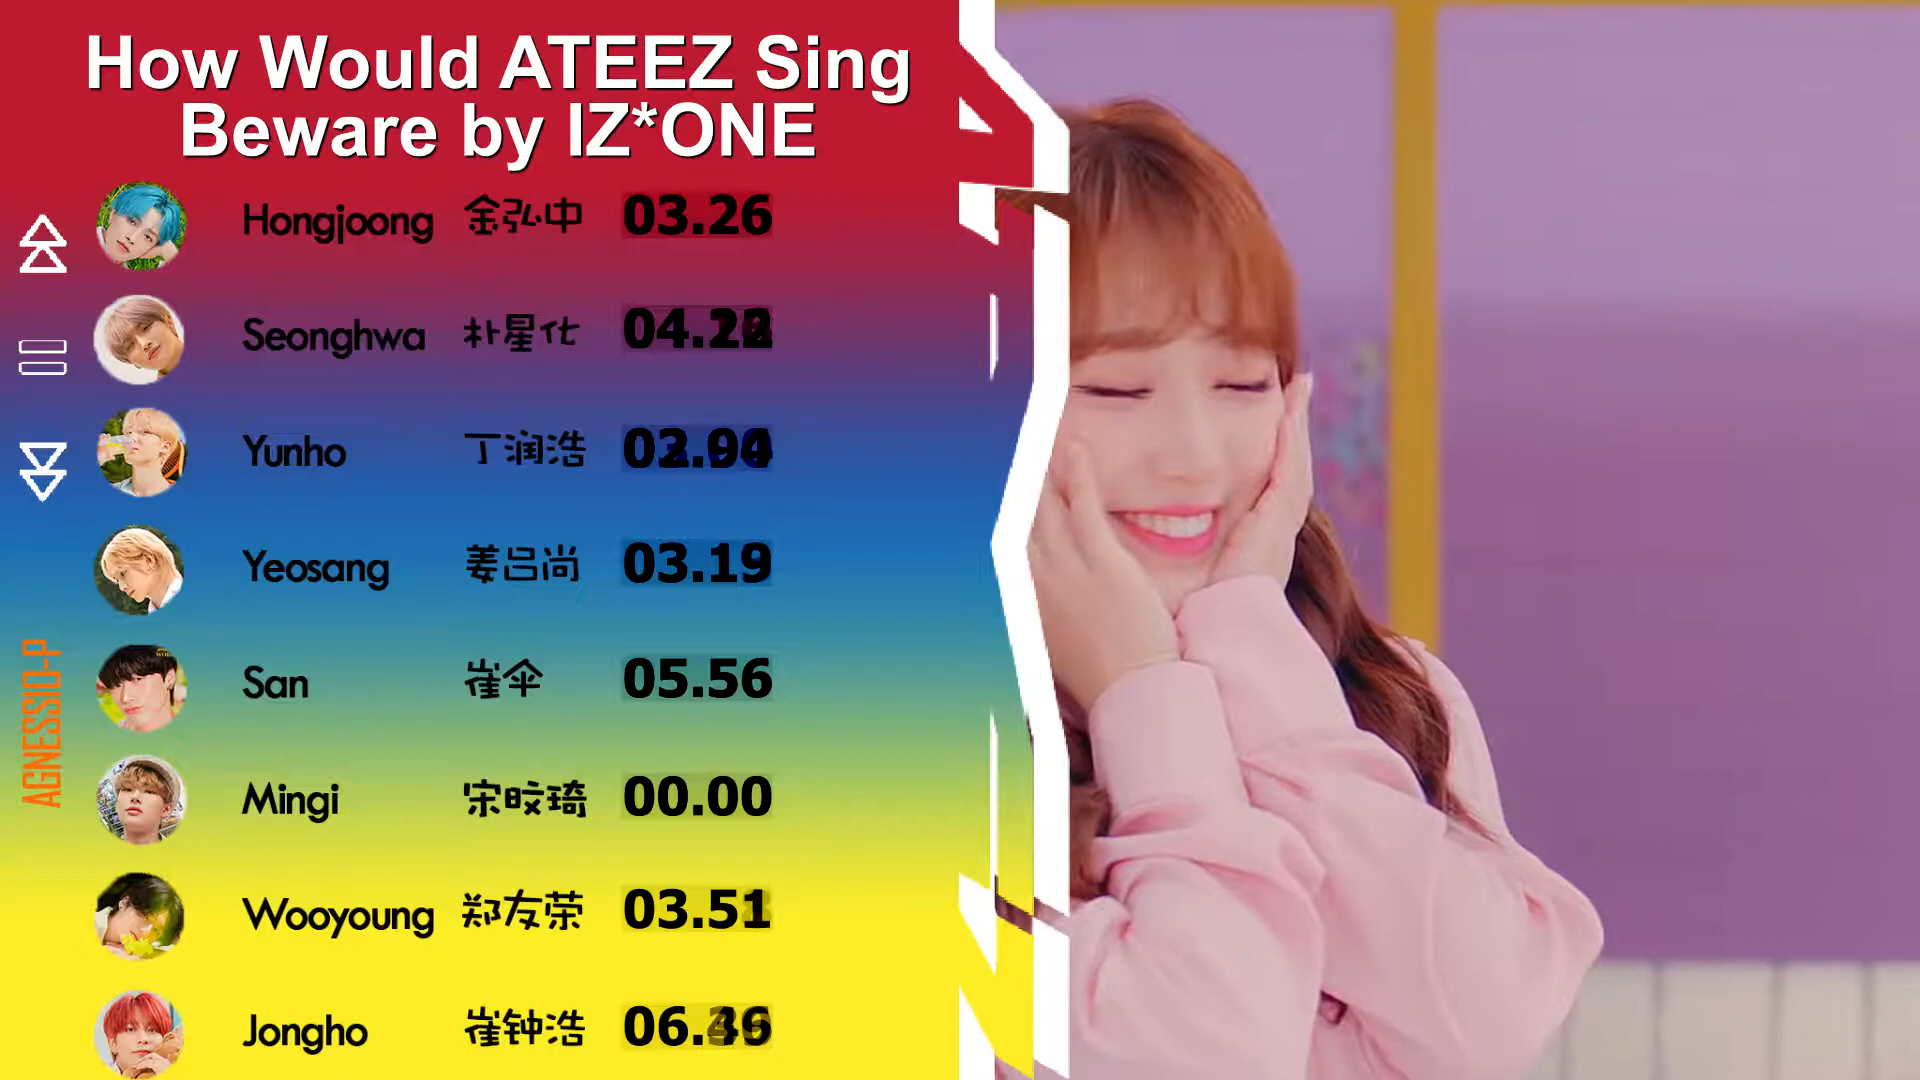 How Would ATEEZ Sing
Beware by IZ*ONE
Hongjoong 金弘中 03.26
Seonghwa 朴星化
Yunho 丁润浩
Yeosang 姜吕尚 03.19
San 崔伞 05.56
Mingi 宋旼琦 00.00
Wooyoung 郑友荣 03.51
Jongho 崔钟浩
AGNESSIO-P